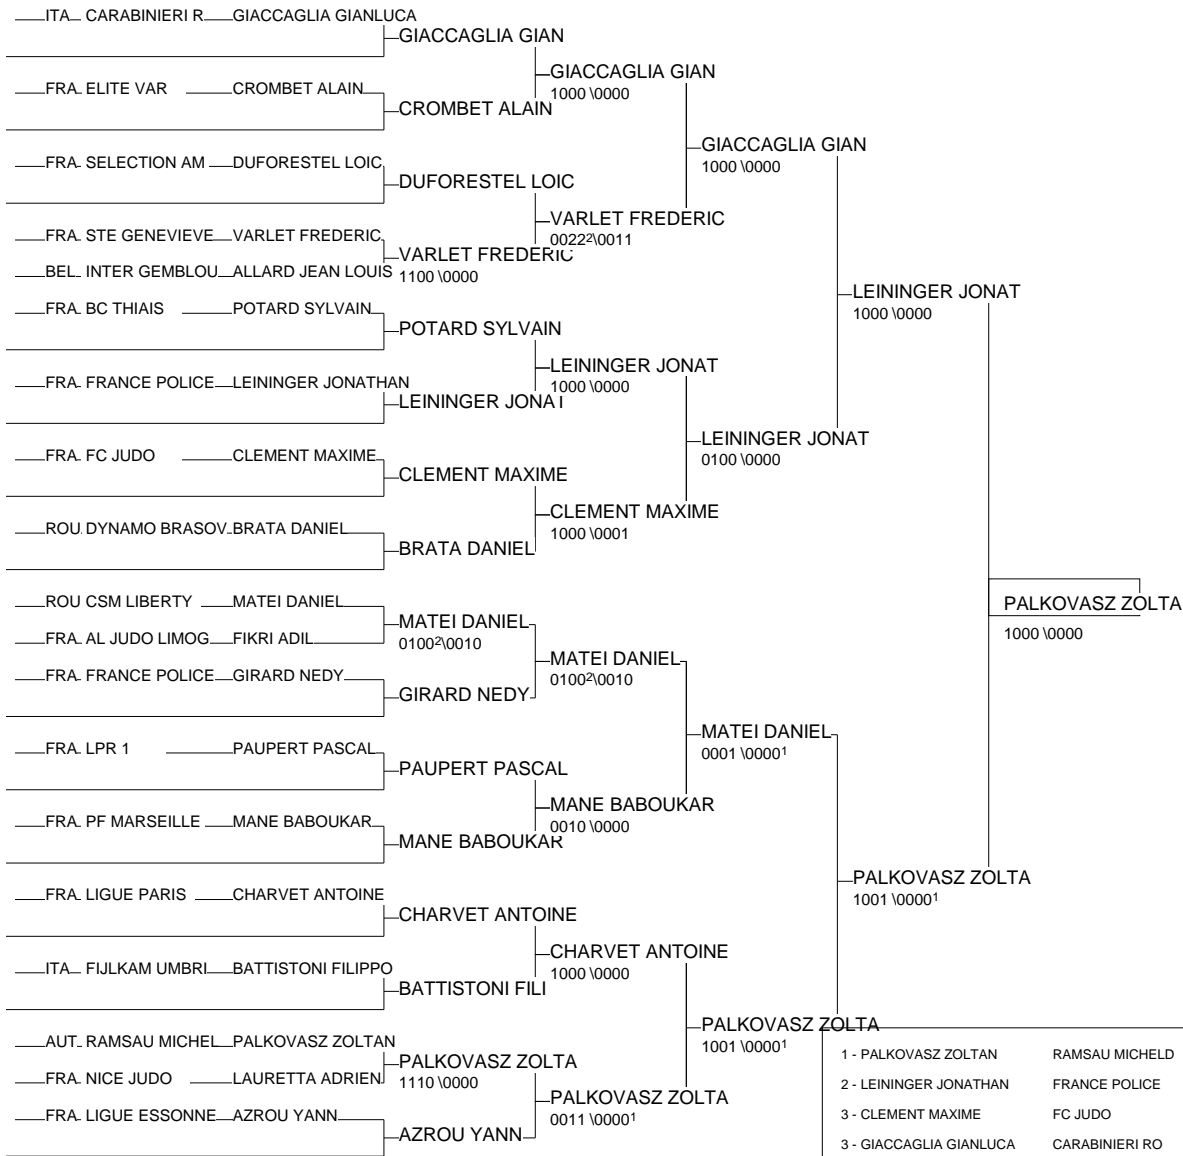 ITA CARABINIERI R GIACCAGLIA GIANLUCA
GIACCAGLIA GIAN
GIACCAGLIA GIAN
1000 \0000
FRA ELITE VAR CROMBET ALAIN
CROMBET ALAIN
GIACCAGLIA GIAN
1000 \0000
FRA SELECTION AM DUFORESTEL LOIC
DUFORESTEL LOIC
VARLET FREDERIC
0022²\0011
FRA STE GENEVIEVE VARLET FREDERIC
VARLET FREDERIC
1100 \0000
BEL INTER GEMBLOU ALLARD JEAN LOUIS
LEININGER JONAT
1000 \0000
FRA BC THIAIS POTARD SYLVAIN
POTARD SYLVAIN
LEININGER JONAT
1000 \0000
FRA FRANCE POLICE LEININGER JONATHAN
LEININGER JONAT
LEININGER JONAT
0100 \0000
FRA FC JUDO CLEMENT MAXIME
CLEMENT MAXIME
CLEMENT MAXIME
1000 \0001
ROU DYNAMO BRASOV BRATA DANIEL
BRATA DANIEL
PALKOVASZ ZOLTA
1000 \0000
ROU CSM LIBERTY MATEI DANIEL
MATEI DANIEL
0100²\0010
FRA AL JUDO LIMOG FIKRI ADIL
MATEI DANIEL
0100²\0010
FRA FRANCE POLICE GIRARD NEDY
GIRARD NEDY
MATEI DANIEL
0001 \0000¹
FRA LPR 1 PAUPERT PASCAL
PAUPERT PASCAL
MANE BABOUKAR
0010 \0000
FRA PF MARSEILLE MANE BABOUKAR
MANE BABOUKAR
PALKOVASZ ZOLTA
1001 \0000¹
FRA LIGUE PARIS CHARVET ANTOINE
CHARVET ANTOINE
CHARVET ANTOINE
1000 \0000
ITA FIJLKAM UMBRI BATTISTONI FILIPPO
BATTISTONI FILI
PALKOVASZ ZOLTA
1001 \0000¹
AUT RAMSAU MICHEL PALKOVASZ ZOLTAN
PALKOVASZ ZOLTA
1110 \0000
FRA NICE JUDO LAURETTA ADRIEN
PALKOVASZ ZOLTA
0011 \0000¹
FRA LIGUE ESSONNE AZROU YANN
AZROU YANN
1 - PALKOVASZ ZOLTAN RAMSAU MICHELD
2 - LEININGER JONATHAN FRANCE POLICE
3 - CLEMENT MAXIME FC JUDO
3 - GIACCAGLIA GIANLUCA CARABINIERI RO